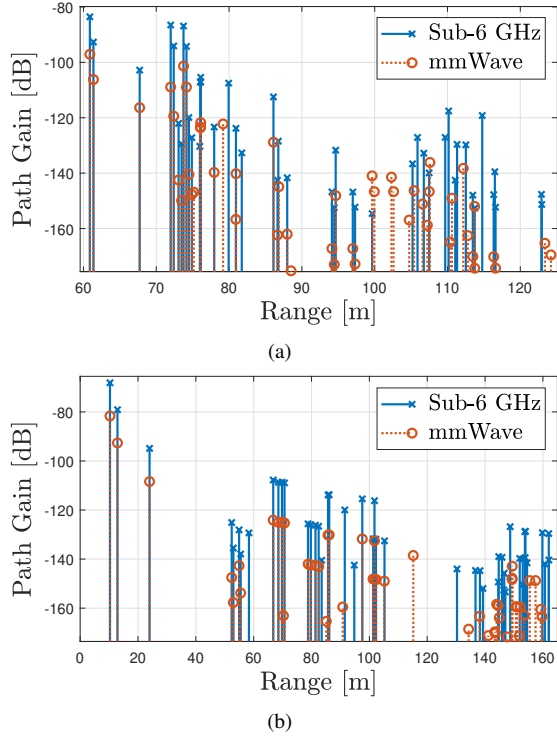 -80
-100
-120
-140
-160
Path Gain [dB]
Sub-6 GHz
mmWave
60 70 80 90 100 110 120
Range [m]
(a)
-80
-100
-120
-140
-160
Path Gain [dB]
Sub-6 GHz
mmWave
0 20 40 60 80 100 120 140 160
Range [m]
(b)